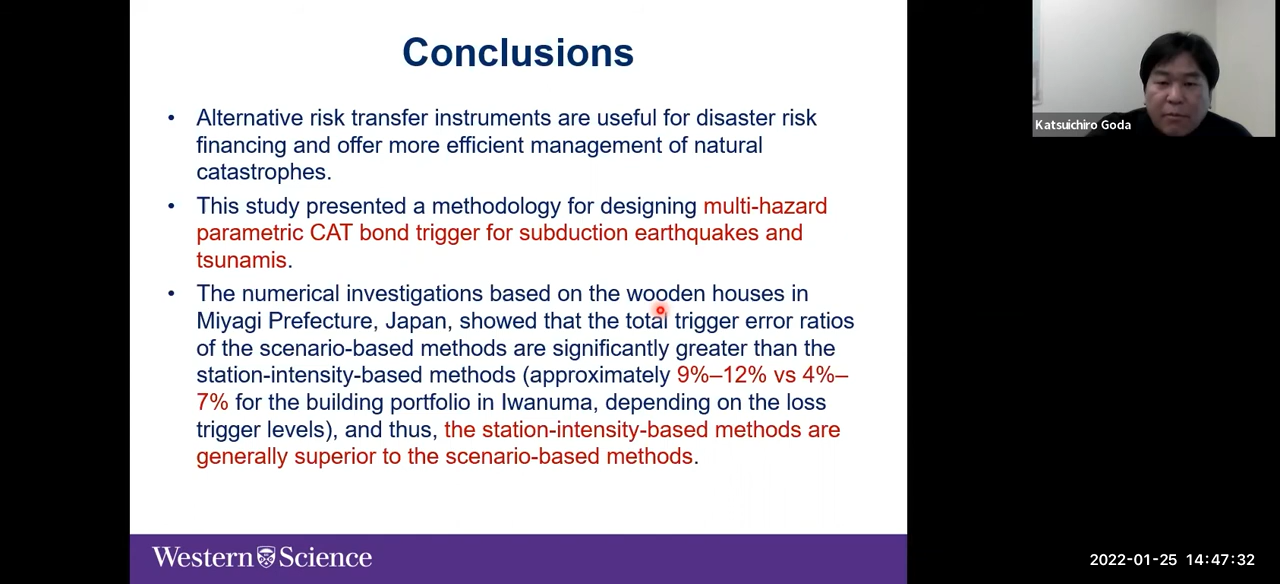 Conclusions
• Alternative risk transfer instruments are useful for disaster risk
financing and offer more efficient management of natural
catastrophes.
• This study presented a methodology for designing multi-hazard
parametric CAT bond trigger for subduction earthquakes and
tsunamis.
• The numerical investigations based on the wooden houses in
Miyagi Prefecture, Japan, showed that the total trigger error ratios
of the scenario-based methods are significantly greater than the
station-intensity-based methods (approximately 9%–12% vs 4%–
7% for the building portfolio in Iwanuma, depending on the loss
trigger levels), and thus, the station-intensity-based methods are
generally superior to the scenario-based methods.
Western Science
Katsuichiro Goda
2022-01-25 14:47:32